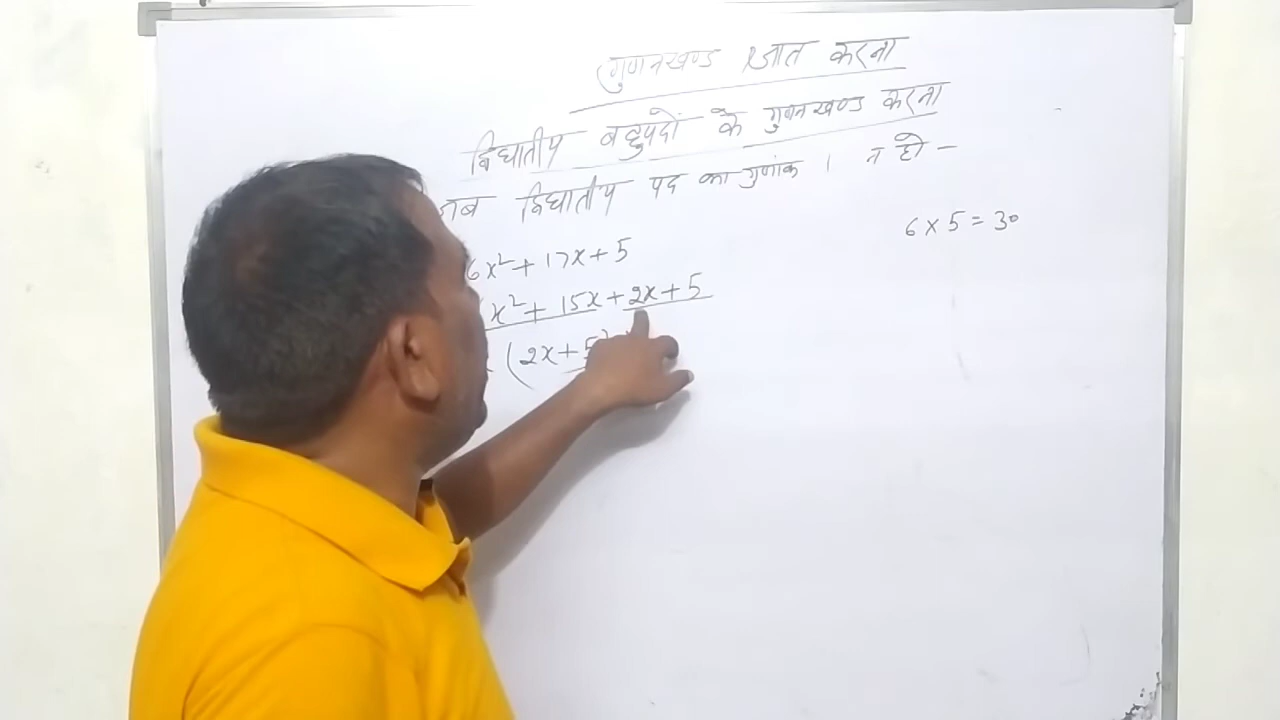 गुणनखण्ड ज्ञात करना
द्विघातीय बहुपदों के गुणनखण्ड करना
जब द्विघातीय पद का गुणांक 1 न हो -
6 x 5 = 30
6x² + 17x + 5
x² + 15x + 2x + 5
(2x + 5)